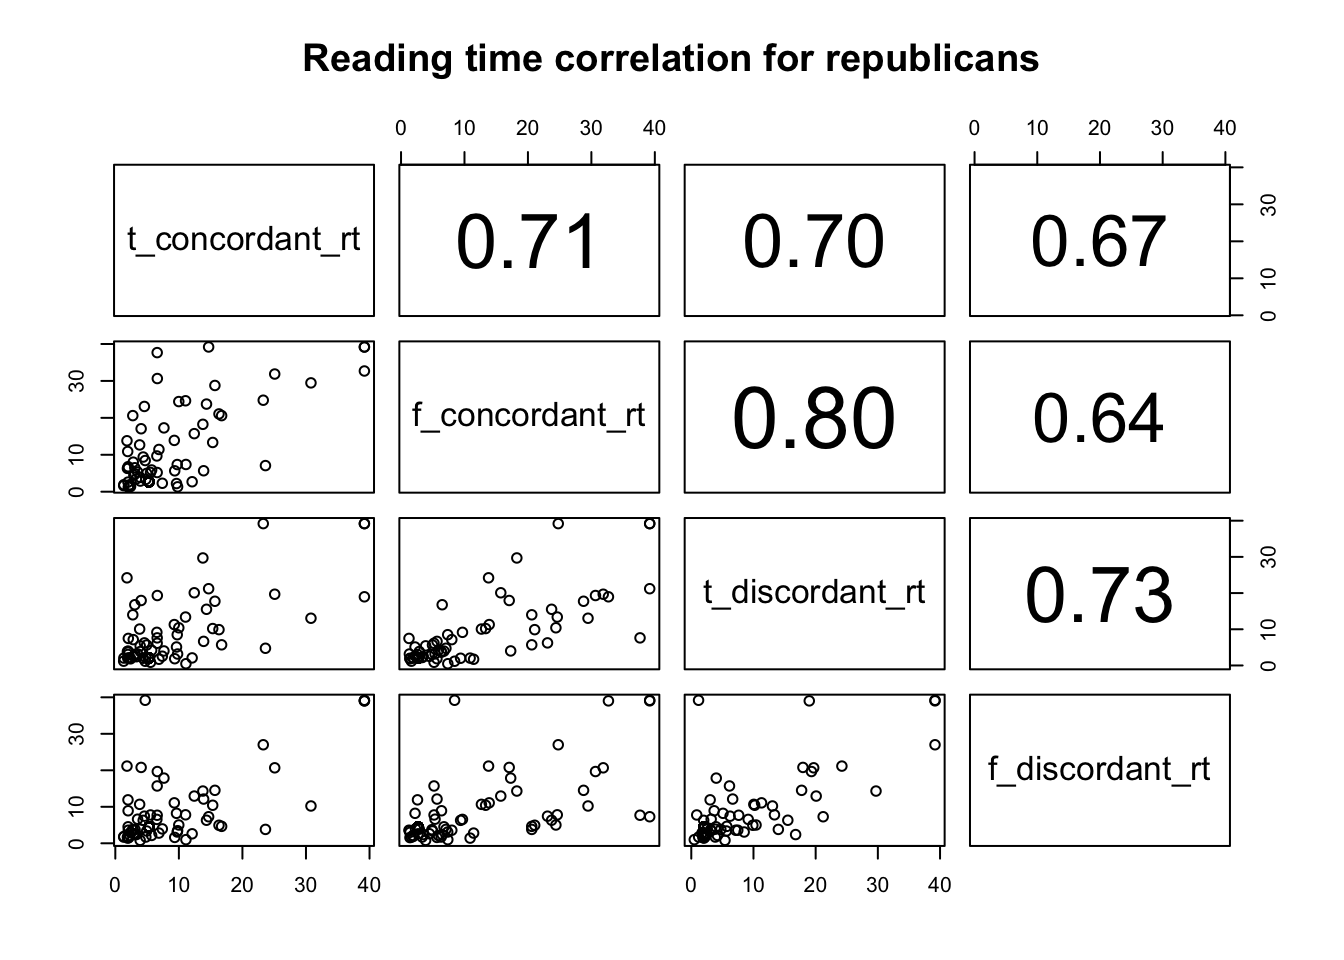 Reading time correlation for republicans
0 10 20 30 40 0 10 20 30 40
t_concordant_rt 0.71 0.70 0.67
0 10 30
0 10 30
f_concordant_rt 0.80 0.64
t_discordant_rt 0.73
0 10 30
0 10 30
f_discordant_rt
0 10 20 30 40 0 10 20 30 40